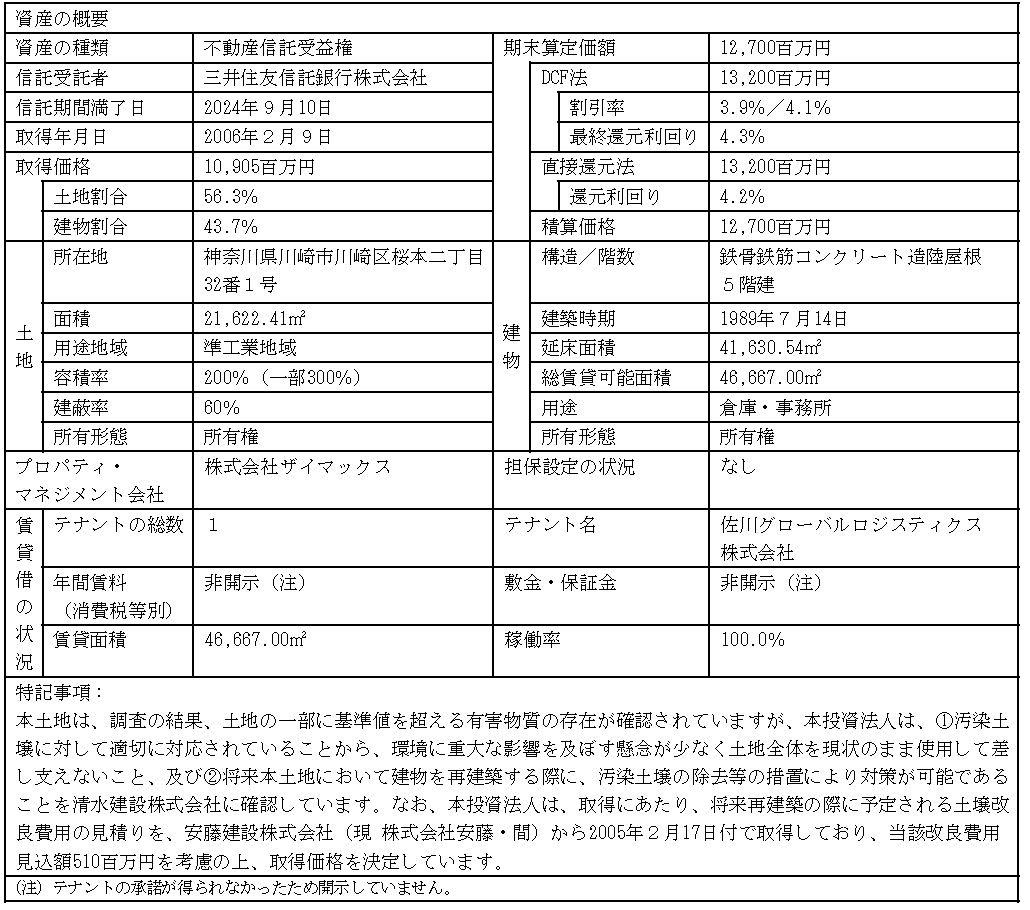 資産の概要
資産の種類 不動産信託受益権 期末算定価額 12,700百万円
信託受託者 三井住友信託銀行株式会社 DCF法 13,200百万円
信託期間満了日 2024年９月10日 割引率 3.9%／4.1%
取得年月日 2006年２月９日 最終還元利回り 4.3%
取得価格 10,905百万円 直接還元法 13,200百万円
土地割合 56.3% 還元利回り 4.2%
建物割合 43.7% 積算価格 12,700百万円
土地 所在地 神奈川県川崎市川崎区桜本二丁目 建物 構造／階数 鉄骨鉄筋コンクリート造陸屋根
32番１号 ５階建
面積 21,622.41㎡ 建築時期 1989年７月14日
用途地域 準工業地域 延床面積 41,630.54㎡
容積率 200%（一部300%） 総賃貸可能面積 46,667.00㎡
建蔽率 60% 用途 倉庫・事務所
所有形態 所有権 所有形態 所有権
プロパティ・ 株式会社ザイマックス 担保設定の状況 なし
マネジメント会社
賃貸借の状況 テナントの総数 １ テナント名 佐川グローバルロジスティクス
株式会社
年間賃料 非開示（注） 敷金・保証金 非開示（注）
（消費税等別）
賃貸面積 46,667.00㎡ 稼働率 100.0%
特記事項：
本土地は、調査の結果、土地の一部に基準値を超える有害物質の存在が確認されていますが、本投資法人は、①汚染土
壌に対して適切に対応されていることから、環境に重大な影響を及ぼす懸念が少なく土地全体を現状のまま使用して差
し支えないこと、及び②将来本土地において建物を再建築する際に、汚染土壌の除去等の措置により対策が可能である
ことを清水建設株式会社に確認しています。なお、本投資法人は、取得にあたり、将来再建築の際に予定される土壌改
良費用の見積りを、安藤建設株式会社（現 株式会社安藤・間）から2005年２月17日付で取得しており、当該改良費用
見込額510百万円を考慮の上、取得価格を決定しています。
（注）テナントの承諾が得られなかったため開示していません。